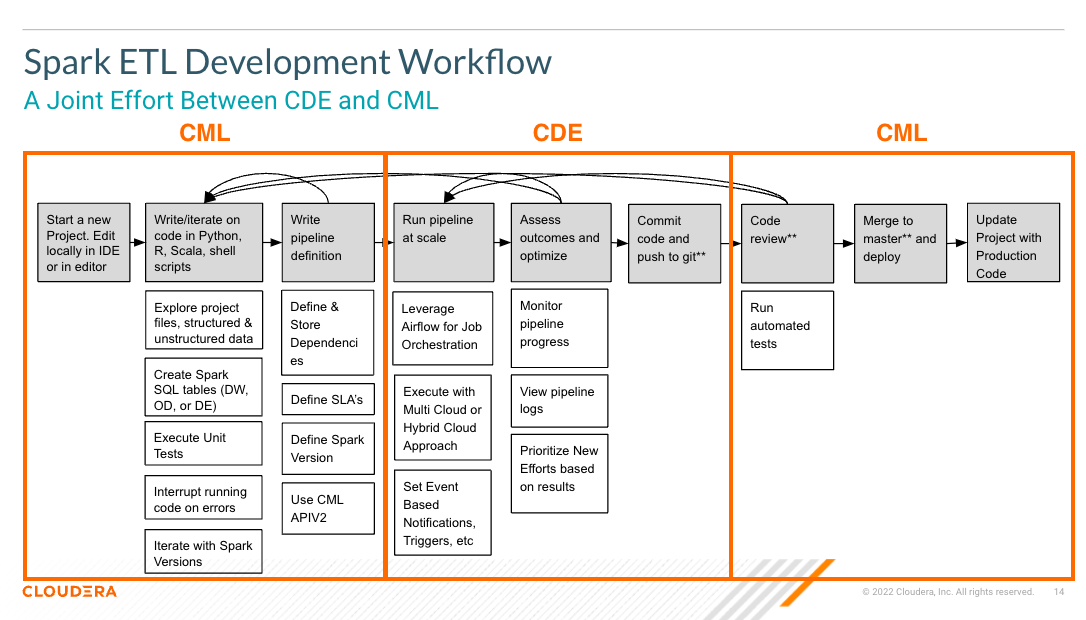 Spark ETL Development Workflow
A Joint Effort Between CDE and CML
CML
CDE
CML
Start a new
Project. Edit
locally in IDE
or in editor
Write/iterate on
code in Python,
R, Scala, shell
scripts
Write
pipeline
definition
Run pipeline
at scale
Assess
outcomes and
optimize
Commit
code and
push to git**
Code
review**
Merge to
master** and
deploy
Update
Project with
Production
Code
Explore project
files, structured &
unstructured data
Create Spark
SQL tables (DW,
OD, or DE)
Execute Unit
Tests
Interrupt running
code on errors
Iterate with Spark
Versions
Define &
Store
Dependenci
es
Define SLA's
Define Spark
Version
Use CML
APIV2
Leverage
Airflow for Job
Orchestration
Execute with
Multi Cloud or
Hybrid Cloud
Approach
Set Event
Based
Notifications,
Triggers, etc
Monitor
pipeline
progress
View pipeline
logs
Prioritize New
Efforts based
on results
Run
automated
tests
CLOUDERA
© 2022 Cloudera, Inc. All rights reserved.
14